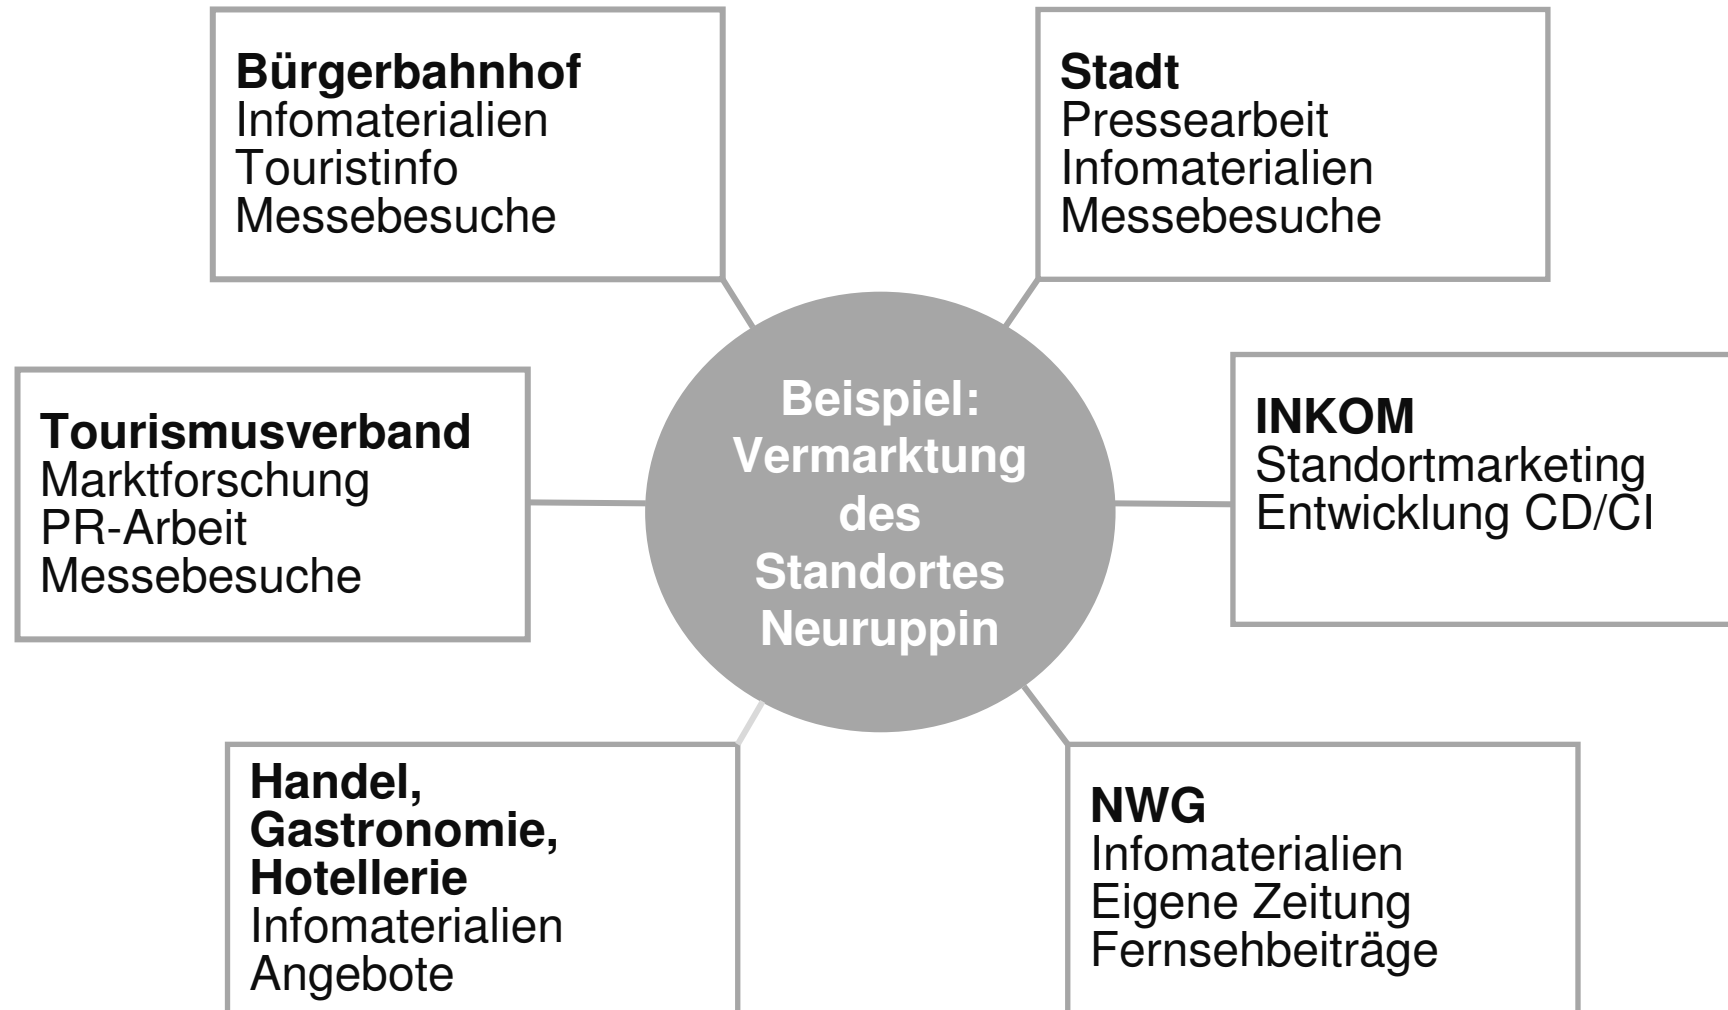 Bürgerbahnhof
Infomaterialien
Touristinfo
Messebesuche
Stadt
Pressearbeit
Infomaterialien
Messebesuche
Tourismusverband
Marktforschung
PR-Arbeit
Messebesuche
Beispiel:
Vermarktung
des
Standortes
Neuruppin
INKOM
Standortmarketing
Entwicklung CD/CI
Handel,
Gastronomie,
Hotellerie
Infomaterialien
Angebote
NWG
Infomaterialien
Eigene Zeitung
Fernsehbeiträge